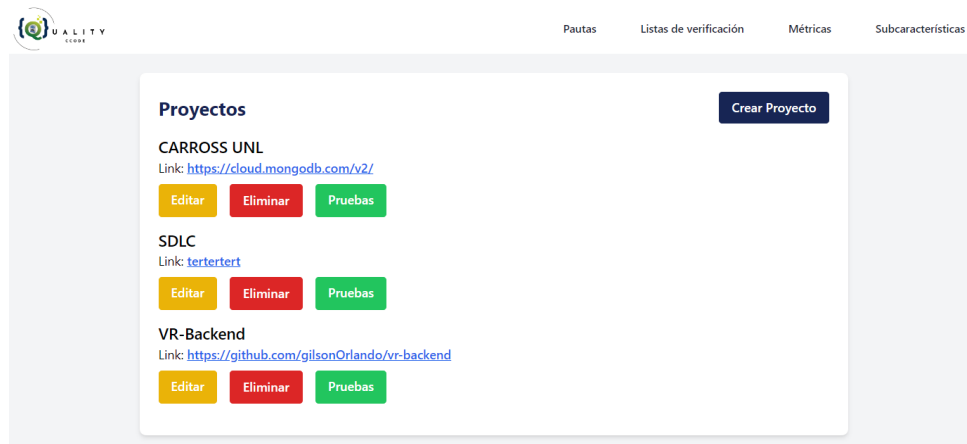 {Q}UALITY
CCODE
Pautas Listas de verificación Métricas Subcaracterísticas
Proyectos
Crear Proyecto
CARROSS UNL
Link: https://cloud.mongodb.com/v2/
Editar Eliminar Pruebas
SDLC
Link: tertertert
Editar Eliminar Pruebas
VR-Backend
Link: https://github.com/gilsonOrlando/vr-backend
Editar Eliminar Pruebas